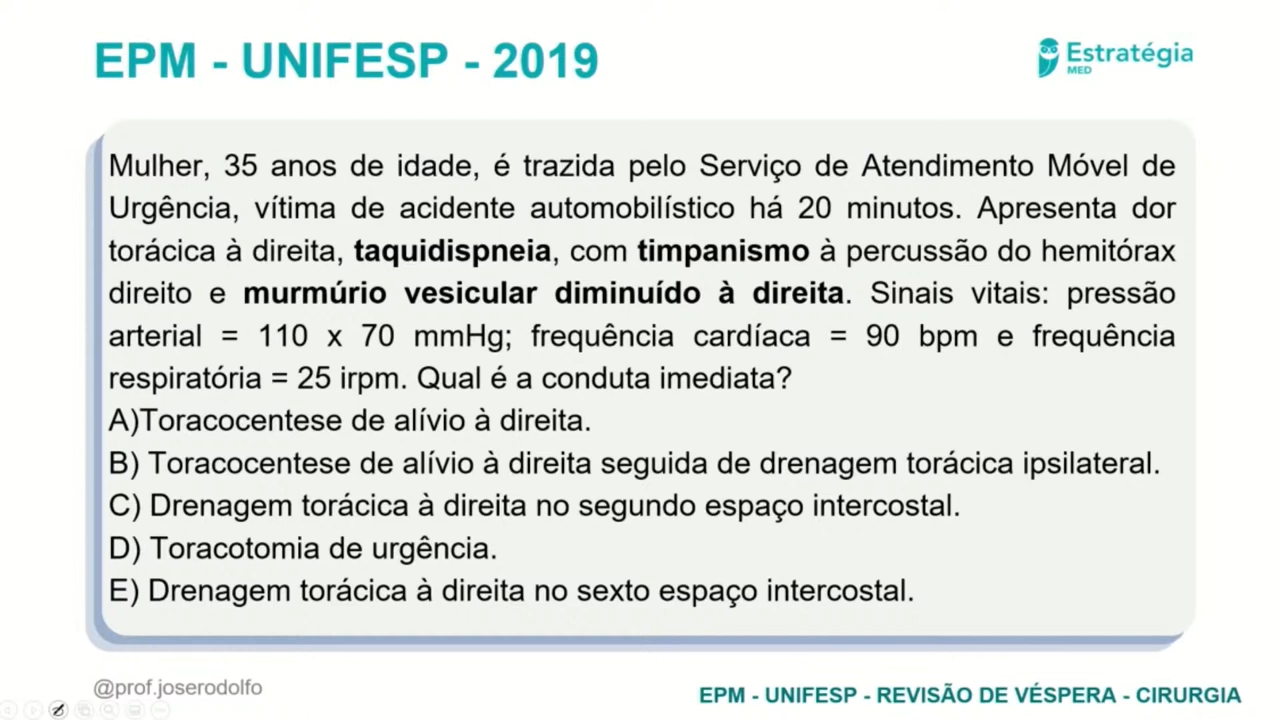 EPM - UNIFESP - 2019
Estratégia
MED
Mulher, 35 anos de idade, é trazida pelo Serviço de Atendimento Móvel de
Urgência, vítima de acidente automobilístico há 20 minutos. Apresenta dor
torácica à direita, taquidispneia, com timpanismo à percussão do hemitórax
direito e murmúrio vesicular diminuído à direita. Sinais vitais: pressão
arterial = 110 x 70 mmHg; frequência cardíaca = 90 bpm e frequência
respiratória = 25 irpm. Qual é a conduta imediata?
A)Toracocentese de alívio à direita.
B) Toracocentese de alívio à direita seguida de drenagem torácica ipsilateral.
C) Drenagem torácica à direita no segundo espaço intercostal.
D) Toracotomia de urgência.
E) Drenagem torácica à direita no sexto espaço intercostal.
@prof.joserodolfo
EPM - UNIFESP - REVISÃO DE VÉSPERA - CIRURGIA